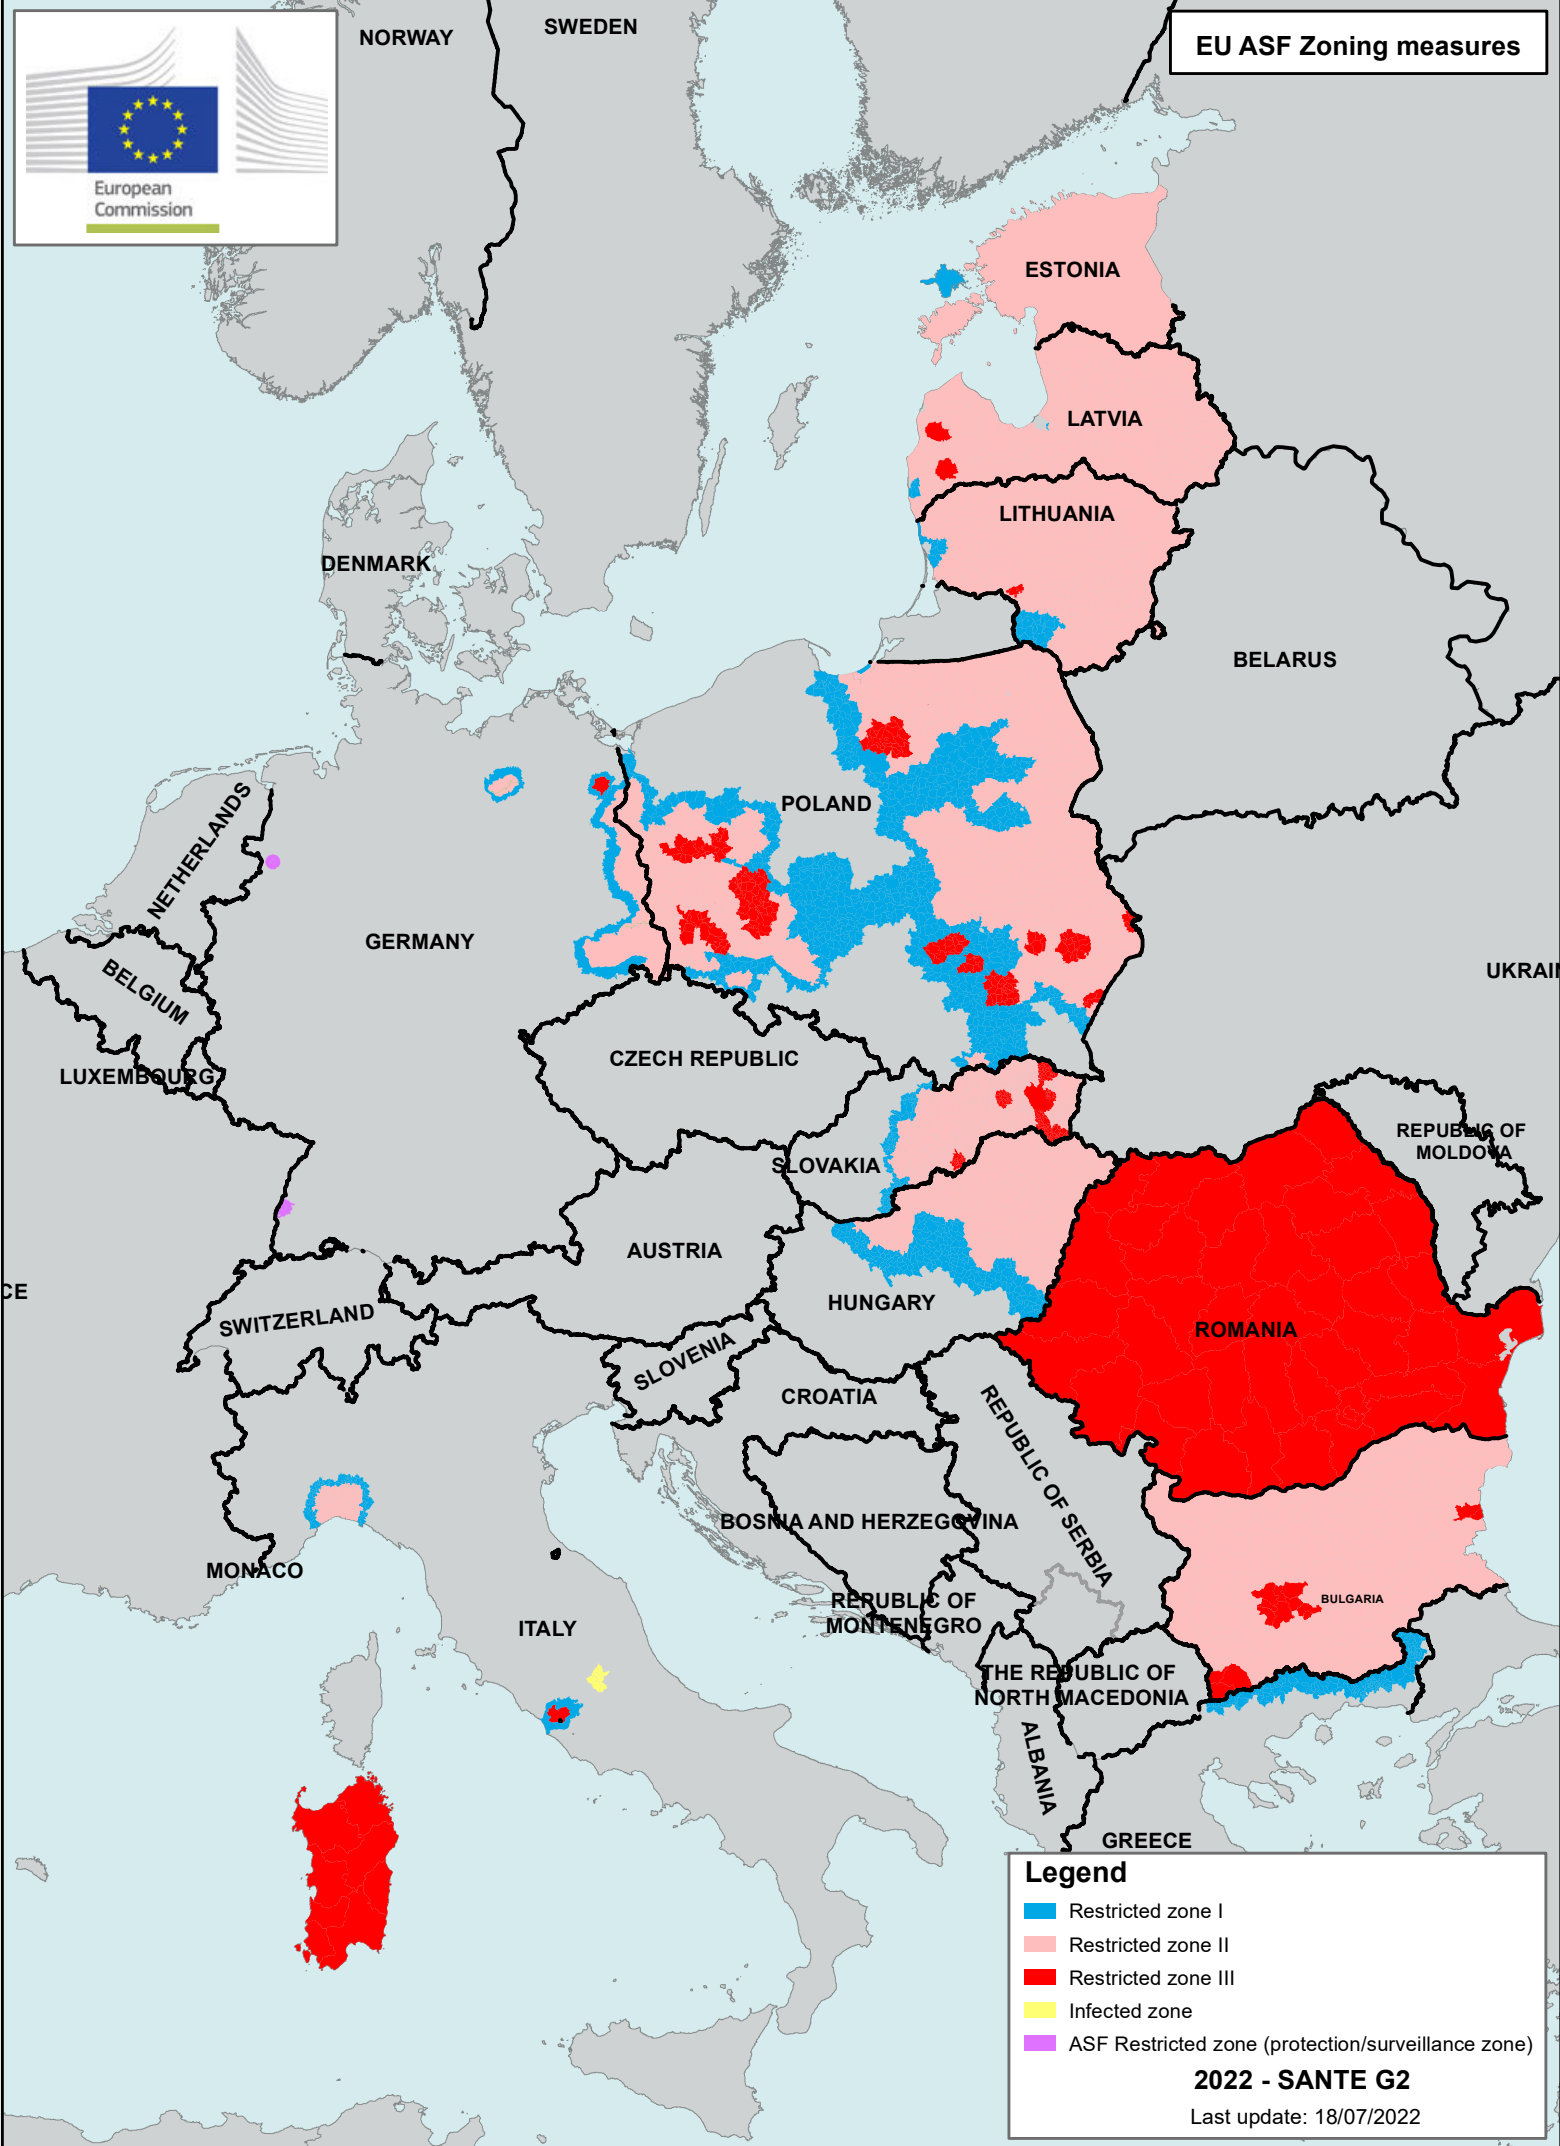 NORWAY
SWEDEN
EU ASF Zoning measures
European
Commission
ESTONIA
LATVIA
LITHUANIA
DENMARK
BELARUS
NETHERLANDS
POLAND
GERMANY
BELGIUM
UKRAI
LUXEMBOURG
CZECH REPUBLIC
REPUBLIC OF
MOLDOVA
SLOVAKIA
AUSTRIA
CE
HUNGARY
SWITZERLAND
ROMANIA
SLOVENIA
CROATIA
REPUBLIC OF SERBIA
BOSNIA AND HERZEGOVINA
MONACO
REPUBLIC OF
MONTENEGRO
BULGARIA
ITALY
THE REPUBLIC OF
NORTH MACEDONIA
ALBANIA
GREECE
Legend
Restricted zone I
Restricted zone II
Restricted zone III
Infected zone
ASF Restricted zone (protection/surveillance zone)
2022 - SANTE G2
Last update: 18/07/2022